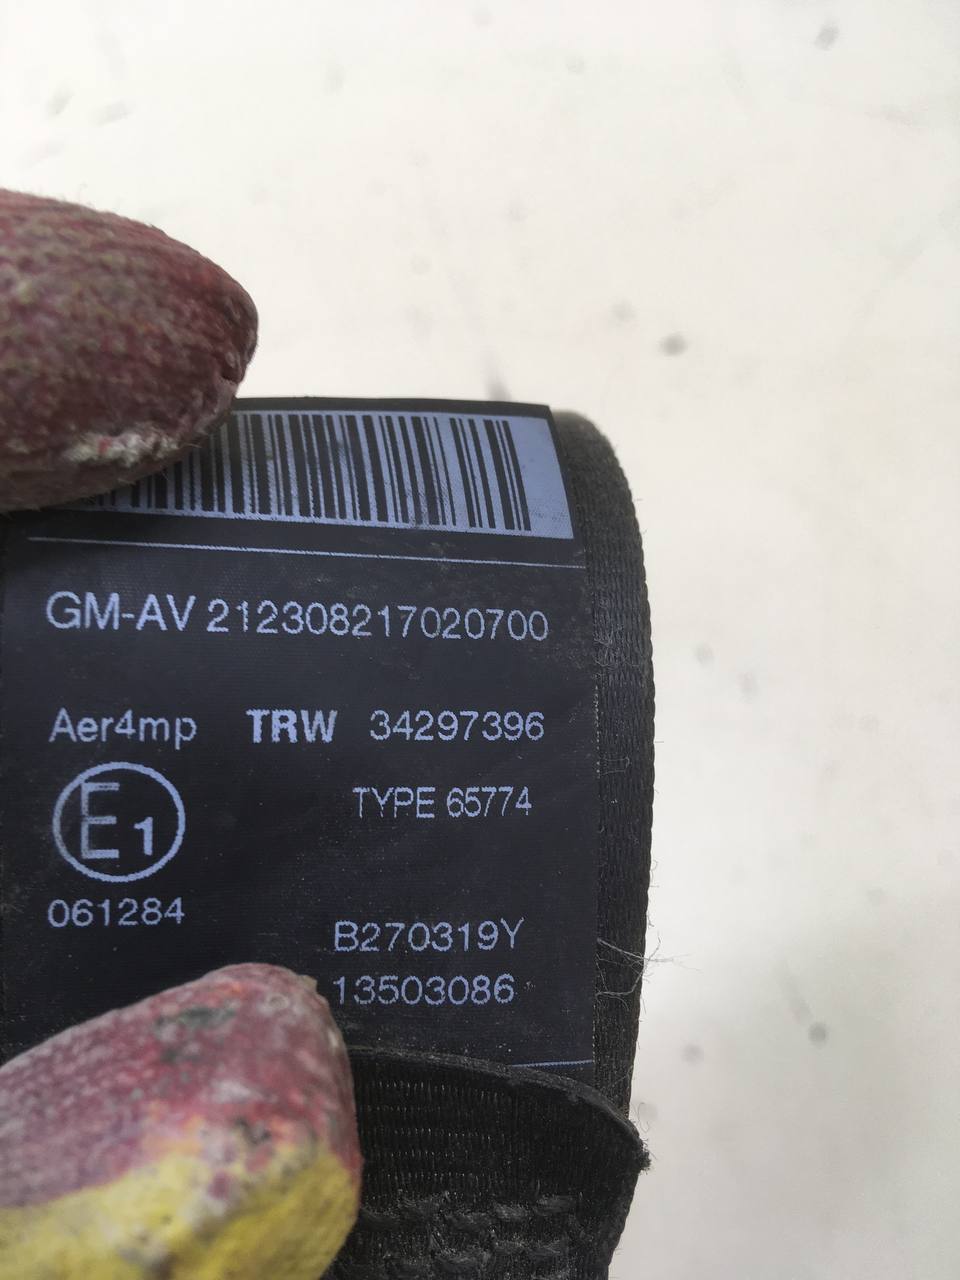 GM-AV 212308217020700
Aer4mp TRW 34297396
E1 TYPE 65774
061284
B270319Y
13503086